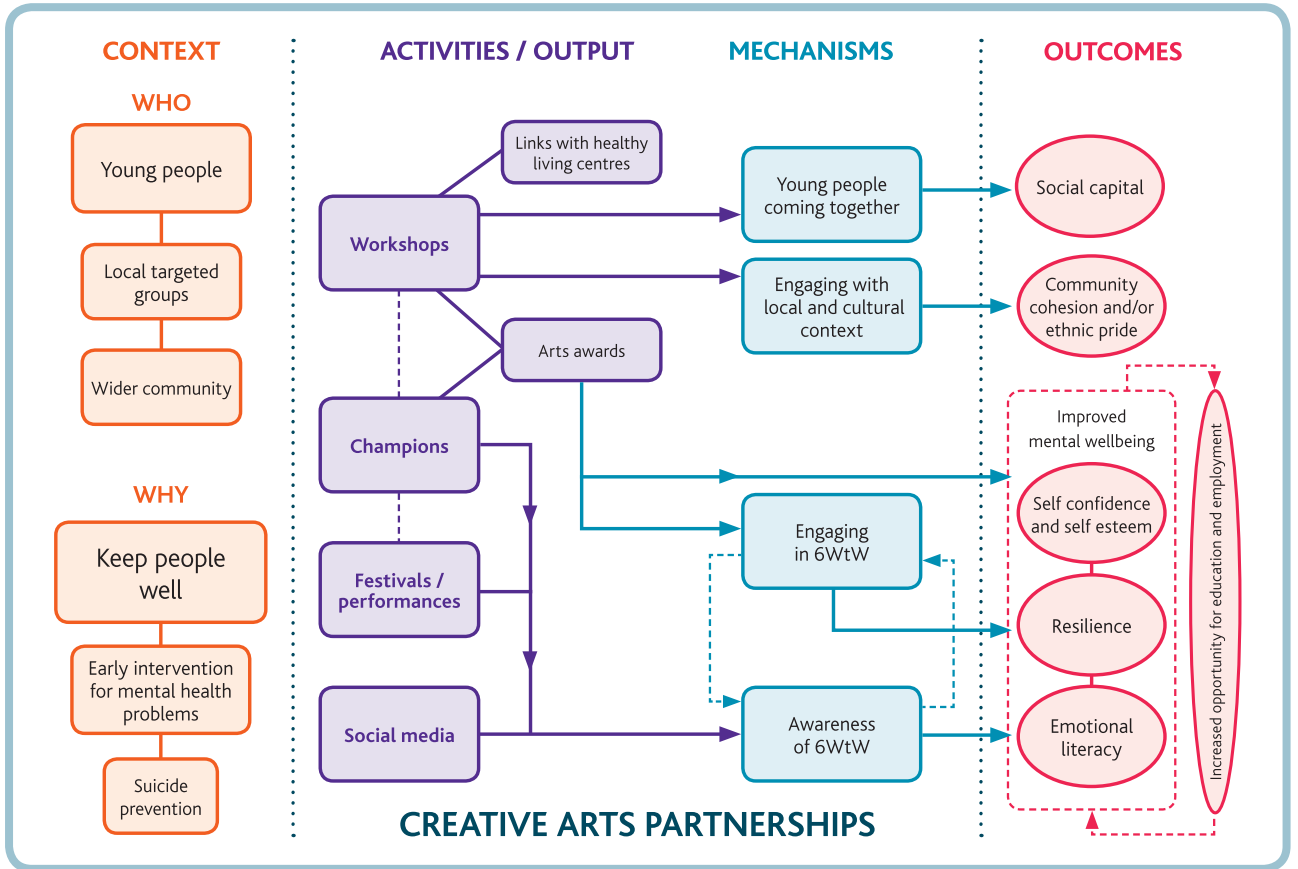 CONTEXT
WHO
Young people
Local targeted
groups
Wider community
WHY
Keep people
well
Early intervention
for mental health
problems
Suicide
prevention
ACTIVITIES / OUTPUT
Links with healthy
living centres
Workshops
Arts awards
Champions
Festivals /
performances
Social media
MECHANISMS
Young people
coming together
Engaging with
local and cultural
context
Engaging
in 6WtW
Awareness
of 6WtW
OUTCOMES
Social capital
Community
cohesion and/or
ethnic pride
Improved
mental wellbeing
Self confidence
and self esteem
Resilience
Emotional
literacy
Increased opportunity for education and employment
CREATIVE ARTS PARTNERSHIPS